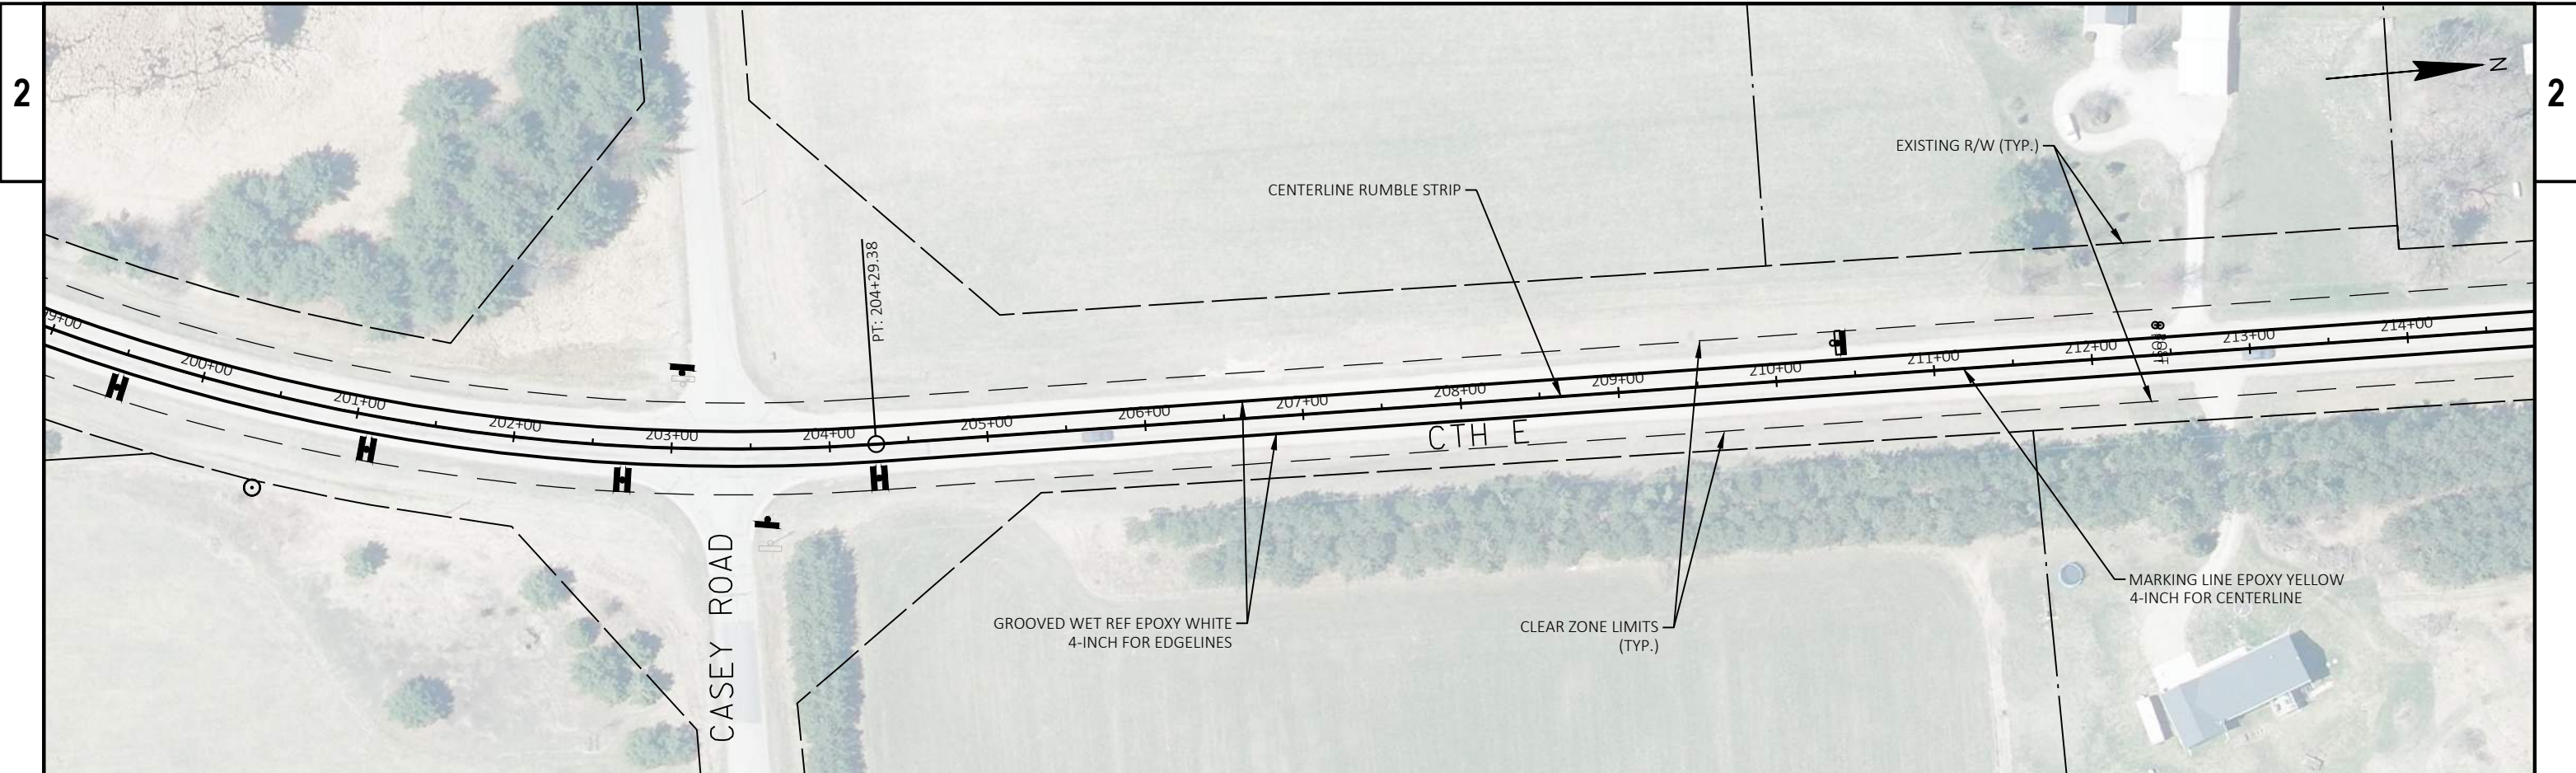 2
2
N
EXISTING R/W (TYP.)
CENTERLINE RUMBLE STRIP
PT: 204+29.38
9+00
200+00
201+00
202+00
203+00
204+00
205+00
206+00
207+00
208+00
209+00
210+00
211+00
212+00
213+00
214+00
CTH E
CASEY ROAD
GROOVED WET REF EPOXY WHITE
4-INCH FOR EDGELINES
CLEAR ZONE LIMITS
(TYP.)
MARKING LINE EPOXY YELLOW
4-INCH FOR CENTERLINE